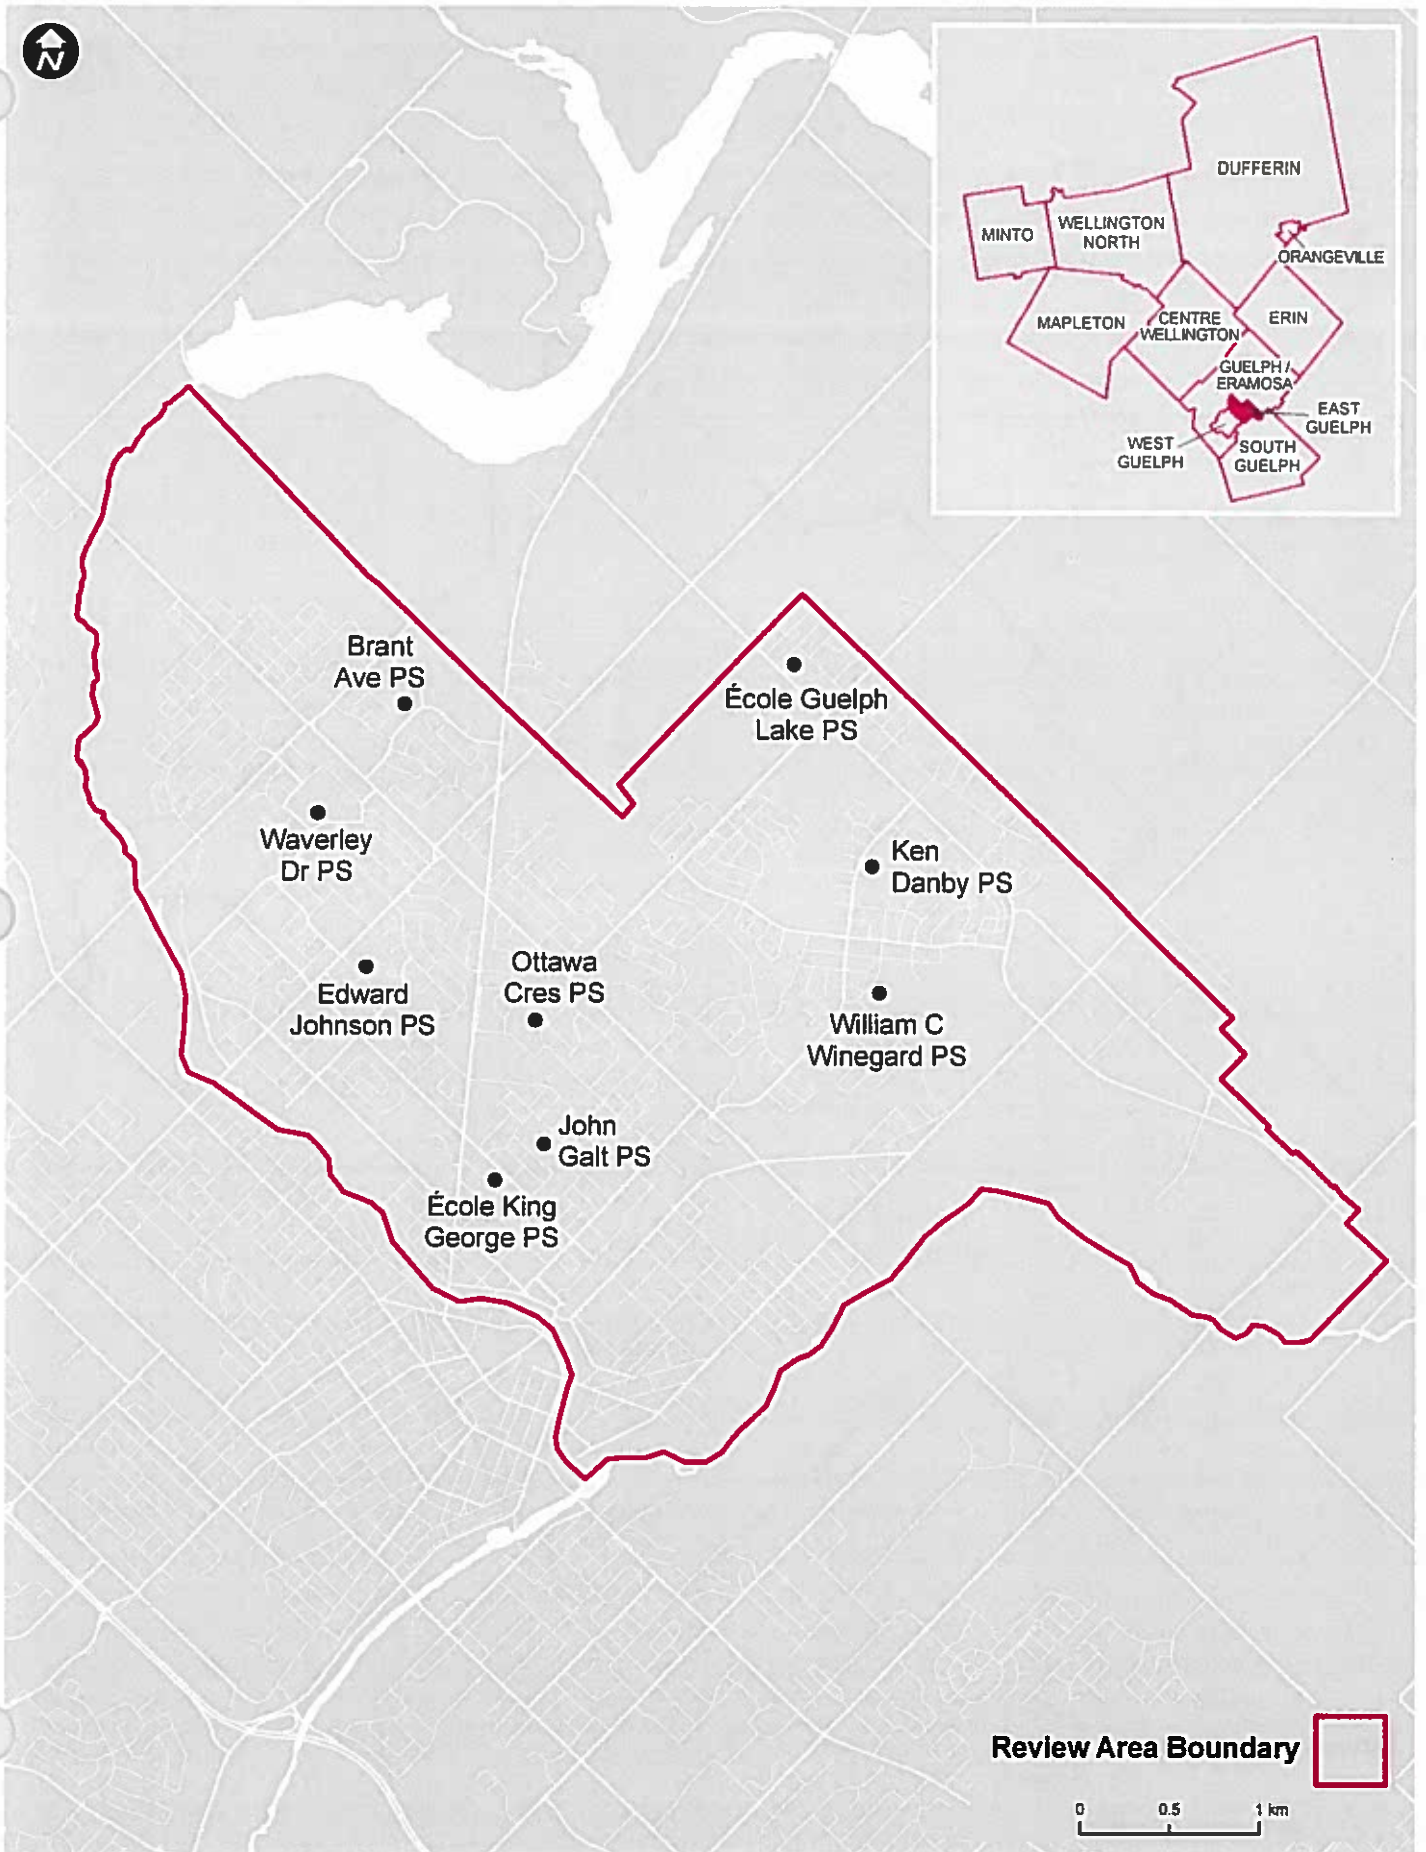 N
DUFFERIN
MINTO
WELLINGTON
NORTH
ORANGEVILLE
MAPLETON
CENTRE
WELLINGTON
ERIN
GUELPH /
ERAMOSA
EAST
GUELPH
WEST
GUELPH
SOUTH
GUELPH
Brant
Ave PS
École Guelph
Lake PS
Waverley
Dr PS
Ken
Danby PS
Edward
Johnson PS
Ottawa
Cres PS
William C
Winegard PS
John
Galt PS
École King
George PS
Review Area Boundary
0 0.5 1 km